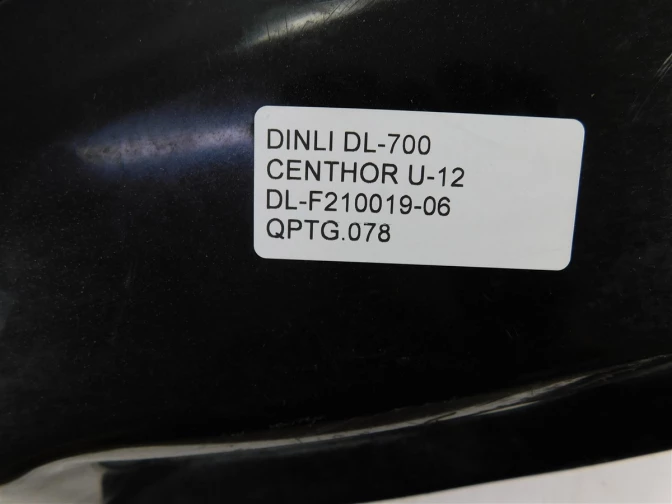 DINLI DL-700
CENTHOR U-12
DL-F210019-06
QPTG.078